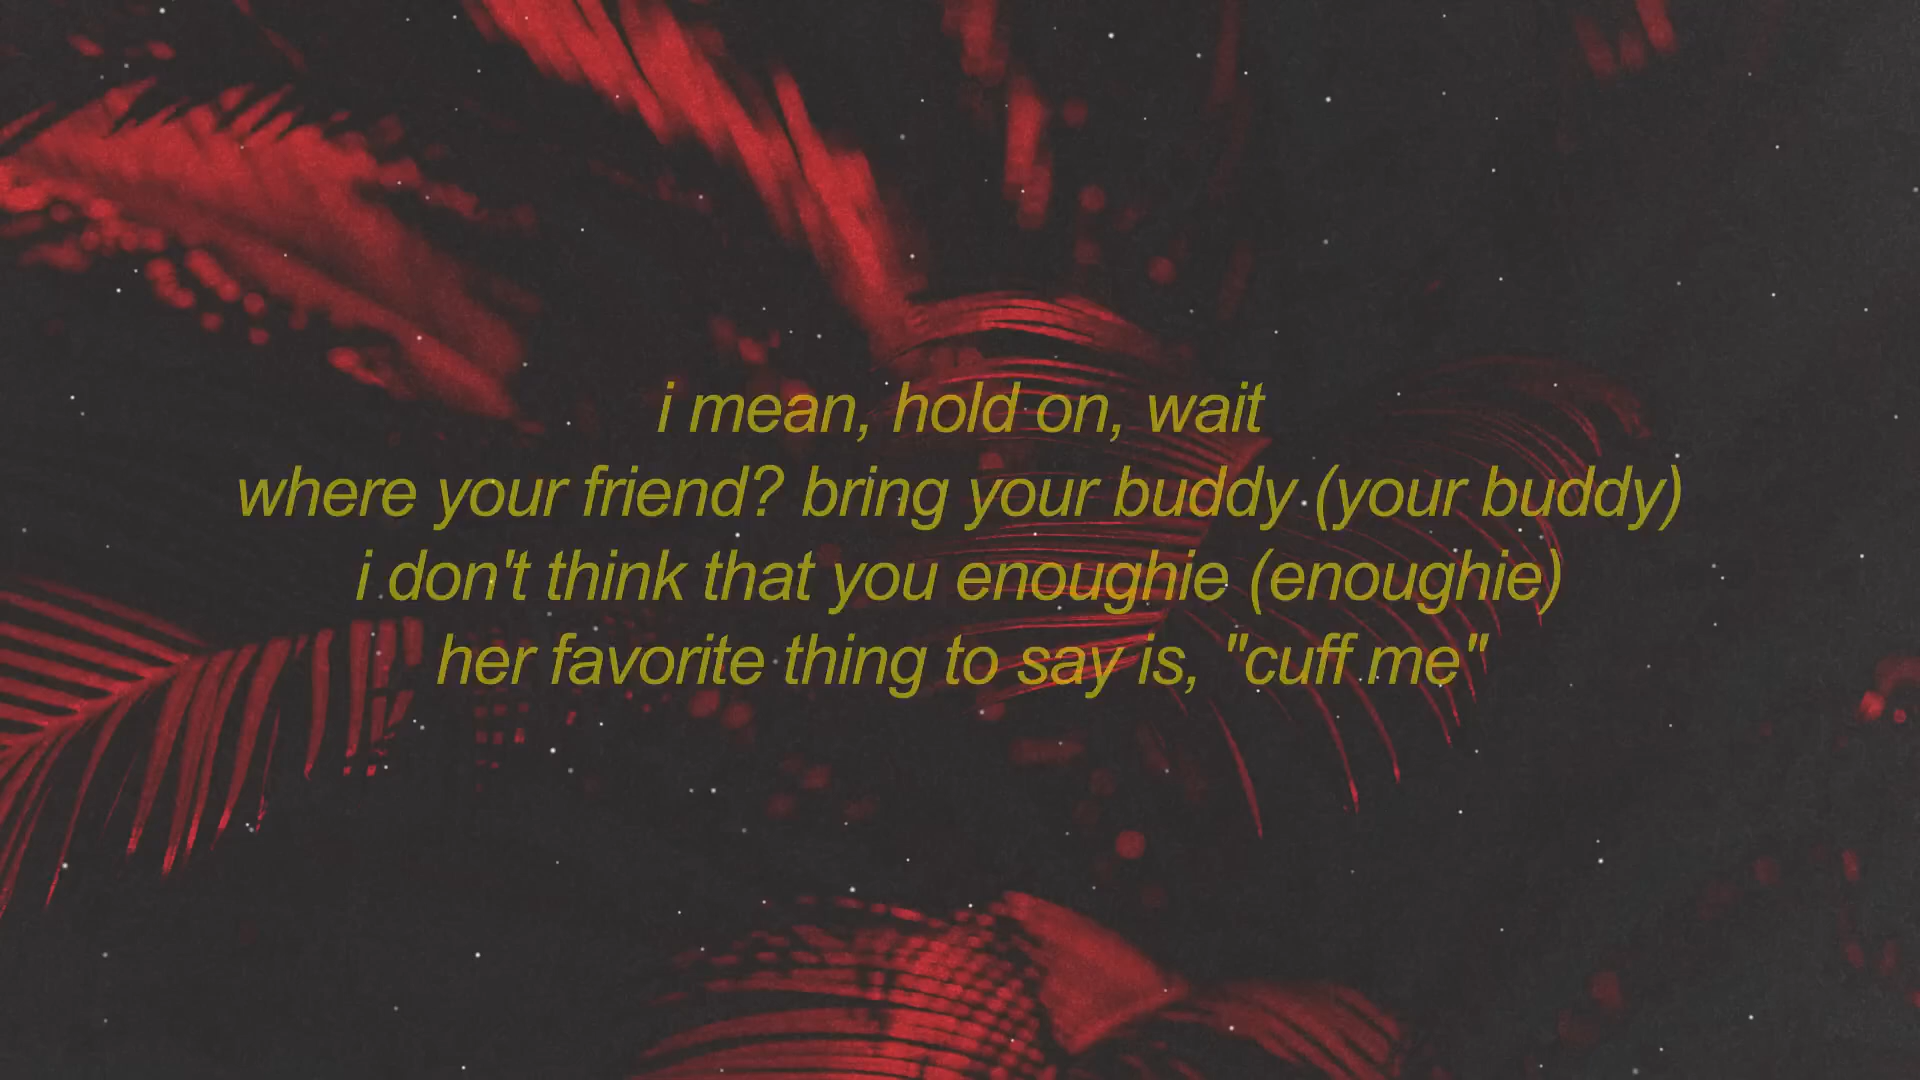 i mean, hold on, wait
where your friend? bring your buddy (your buddy)
i don't think that you enoughie (enoughie)
her favorite thing to say is, "cuff me"